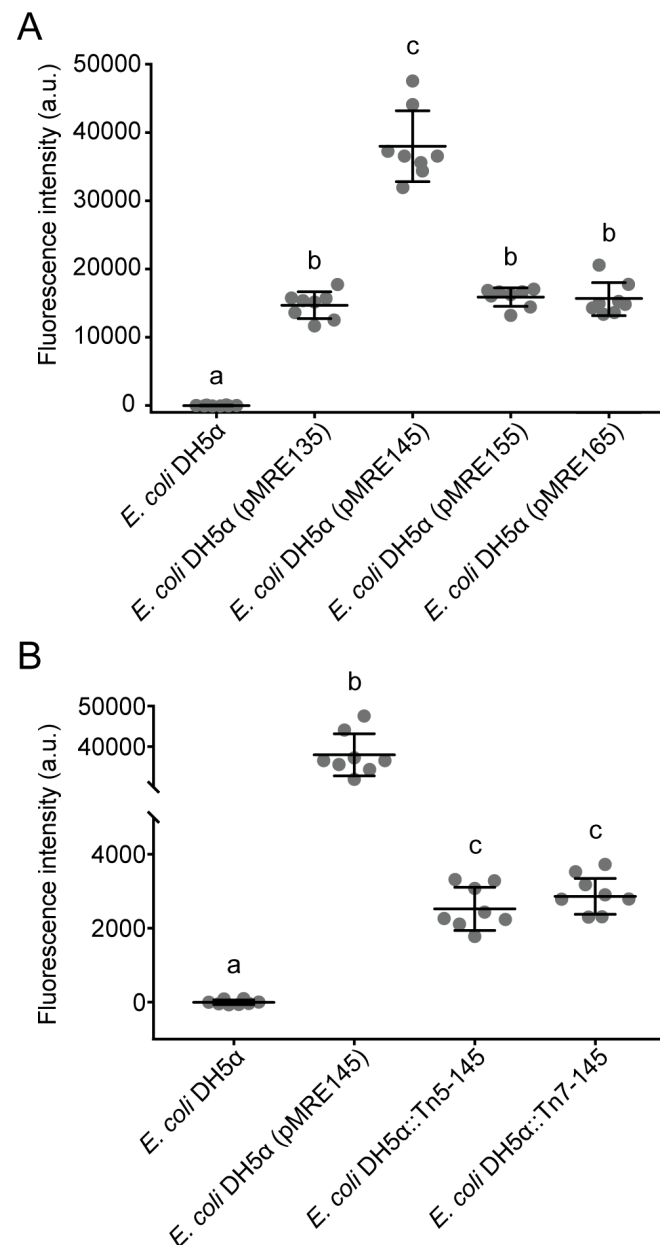 A
Fluorescence intensity (a.u.)
50000
40000
30000
20000
10000
0
a
b
c
b
b
E. coli DH5α
E. coli DH5α (pMRE135)
E. coli DH5α (pMRE145)
E. coli DH5α (pMRE155)
E. coli DH5α (pMRE165)
B
Fluorescence intensity (a.u.)
50000
40000
4000
2000
0
a
b
c
c
E. coli DH5α
E. coli DH5α (pMRE145)
E. coli DH5α::Tn5-145
E. coli DH5α::Tn7-145